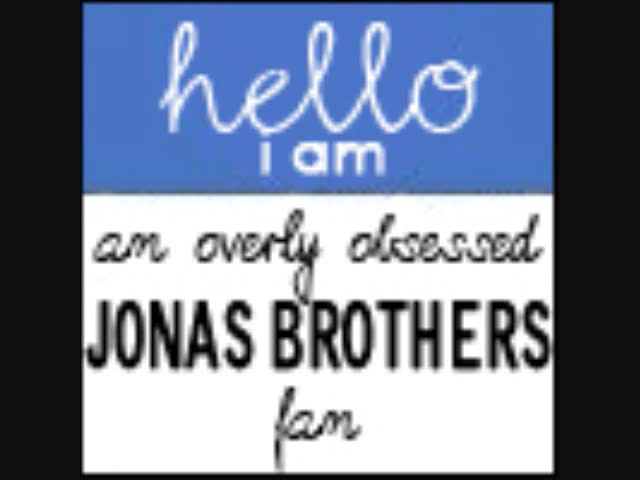 hello
i am
an overly obsessed
JONAS BROTHERS
fan